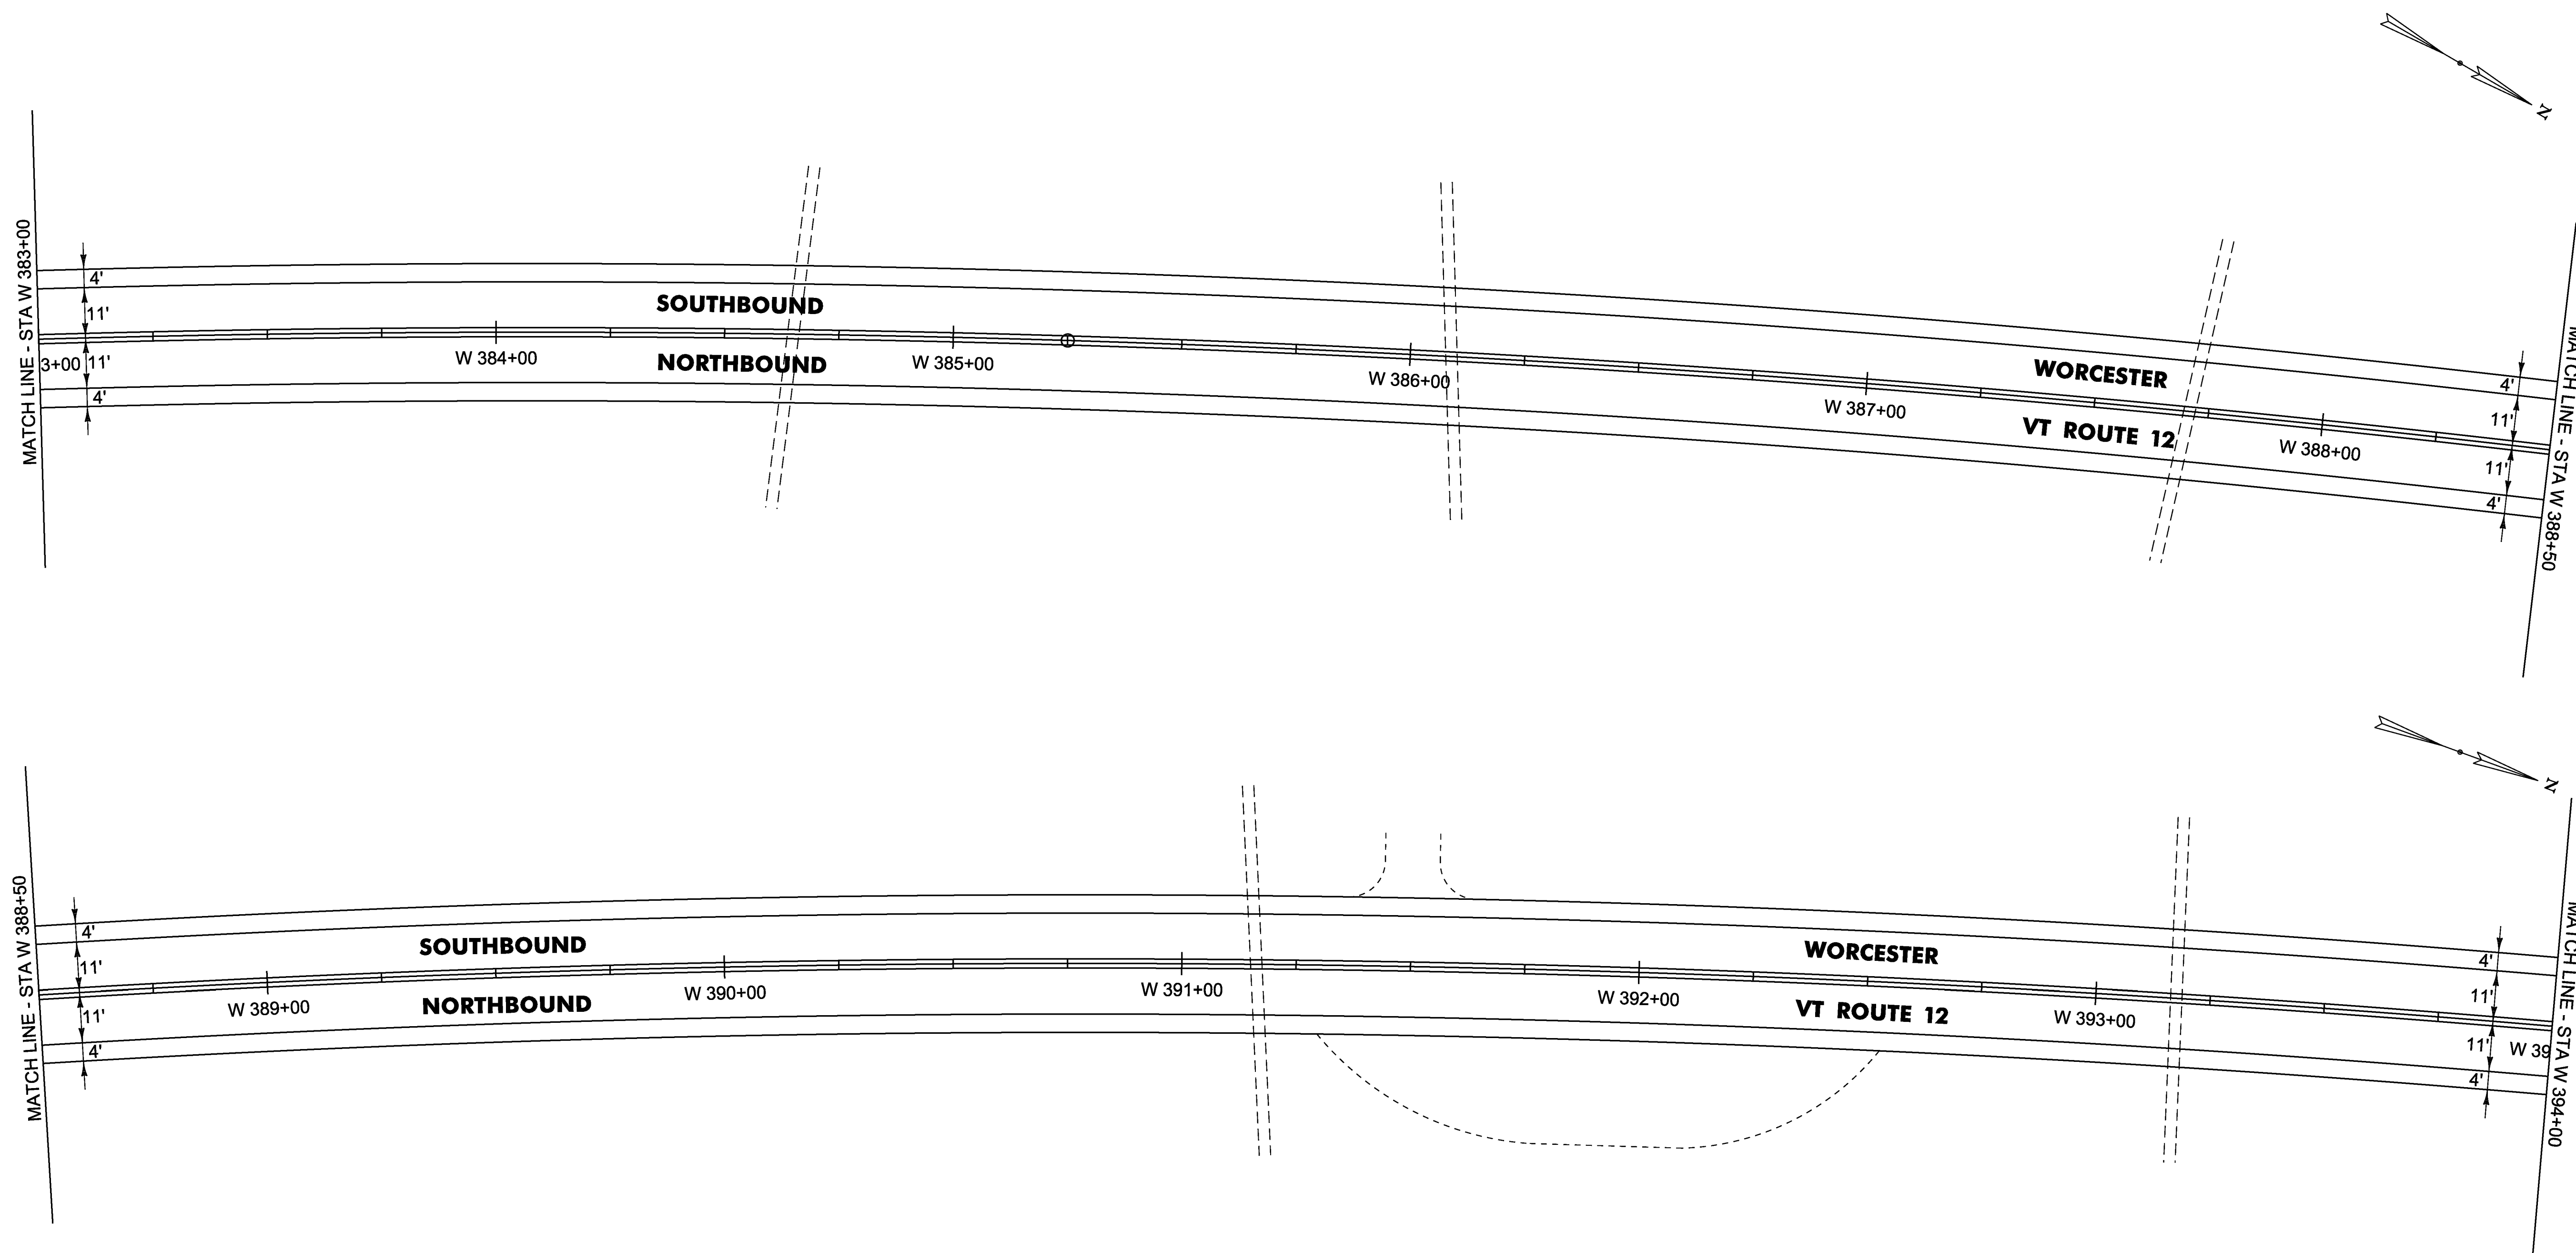 N
MATCH LINE - STA W 383+00
4'
11'
3+00
11'
4'
SOUTHBOUND
NORTHBOUND
W 384+00
W 385+00
W 386+00
W 387+00
W 388+00
WORCESTER
VT ROUTE 12
4'
11'
11'
4'
MATCH LINE - STA W 388+50
N
MATCH LINE - STA W 388+50
4'
11'
11'
4'
SOUTHBOUND
NORTHBOUND
W 389+00
W 390+00
W 391+00
W 392+00
W 393+00
WORCESTER
VT ROUTE 12
4'
11'
11'
4'
W 39
MATCH LINE - STA W 394+00